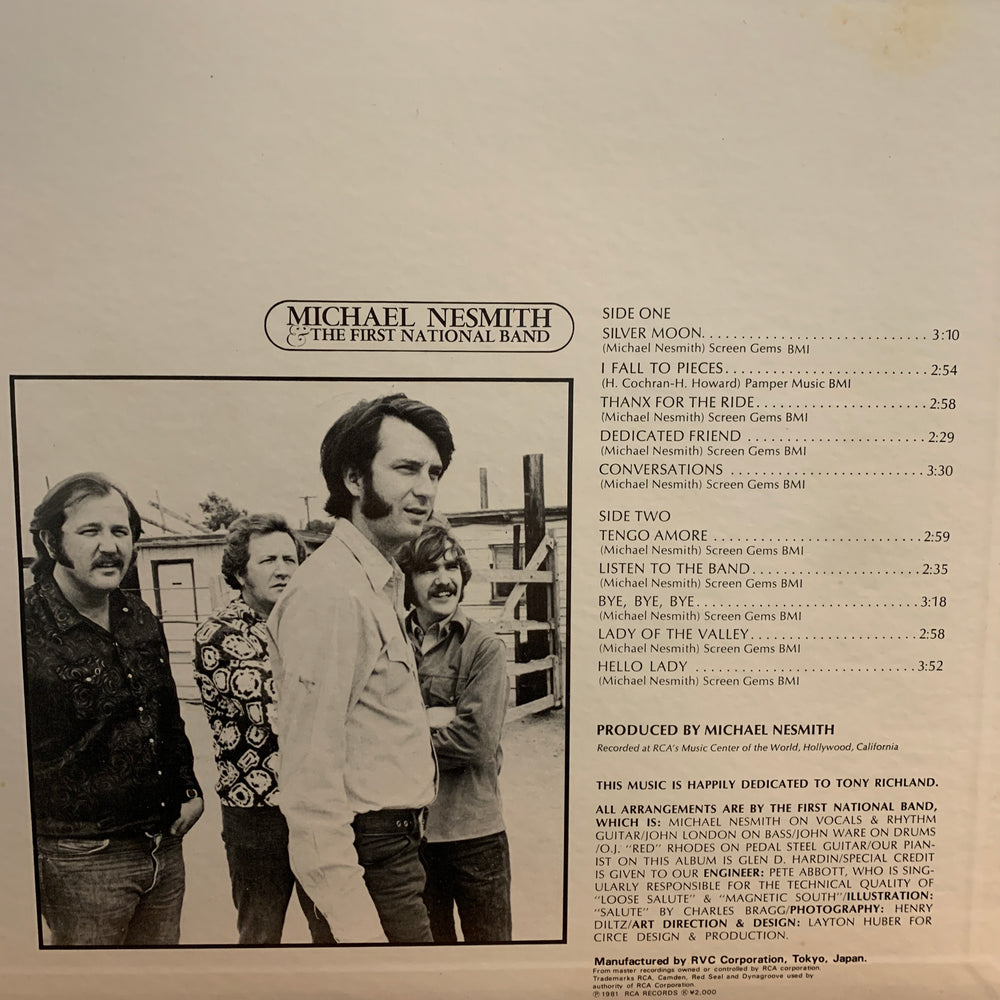 MICHAEL NESMITH
& THE FIRST NATIONAL BAND
SIDE ONE
SILVER MOON. . . . . . . . . . . . . . . . . . . . . . . . 3:10
(Michael Nesmith) Screen Gems BMI
I FALL TO PIECES. . . . . . . . . . . . . . . . . . . . . . 2:54
(H. Cochran-H. Howard) Pamper Music BMI
THANX FOR THE RIDE. . . . . . . . . . . . . . . . . . 2:58
(Michael Nesmith) Screen Gems BMI
DEDICATED FRIEND . . . . . . . . . . . . . . . . . . . 2:29
(Michael Nesmith) Screen Gems BMI
CONVERSATIONS . . . . . . . . . . . . . . . . . . . . . 3:30
(Michael Nesmith) Screen Gems BMI
SIDE TWO
TENGO AMORE . . . . . . . . . . . . . . . . . . . . . . 2:59
(Michael Nesmith) Screen Gems BMI
LISTEN TO THE BAND. . . . . . . . . . . . . . . . . . 2:35
(Michael Nesmith) Screen Gems BMI
BYE, BYE, BYE. . . . . . . . . . . . . . . . . . . . . . . . 3:18
(Michael Nesmith) Screen Gems BMI
LADY OF THE VALLEY. . . . . . . . . . . . . . . . . . 2:58
(Michael Nesmith) Screen Gems BMI
HELLO LADY . . . . . . . . . . . . . . . . . . . . . . . . 3:52
(Michael Nesmith) Screen Gems BMI
PRODUCED BY MICHAEL NESMITH
Recorded at RCA's Music Center of the World, Hollywood, California
THIS MUSIC IS HAPPILY DEDICATED TO TONY RICHLAND.
ALL ARRANGEMENTS ARE BY THE FIRST NATIONAL BAND,
WHICH IS: MICHAEL NESMITH ON VOCALS & RHYTHM
GUITAR/JOHN LONDON ON BASS/JOHN WARE ON DRUMS
/O.J. "RED" RHODES ON PEDAL STEEL GUITAR/OUR PIAN-
IST ON THIS ALBUM IS GLEN D. HARDIN/SPECIAL CREDIT
IS GIVEN TO OUR ENGINEER: PETE ABBOTT, WHO IS SING-
ULARLY RESPONSIBLE FOR THE TECHNICAL QUALITY OF
"LOOSE SALUTE" & "MAGNETIC SOUTH"/ILLUSTRATION:
"SALUTE" BY CHARLES BRAGG/PHOTOGRAPHY: HENRY
DILTZ/ART DIRECTION & DESIGN: LAYTON HUBER FOR
CIRCE DESIGN & PRODUCTION.
Manufactured by RVC Corporation, Tokyo, Japan.
From master recordings owned or controlled by RCA corporation.
Trademarks RCA, Camden, Red Seal and Dynagroove used by
authority of RCA Corporation.
Ⓟ 1981 RCA RECORDS Ⓡ ¥2,000